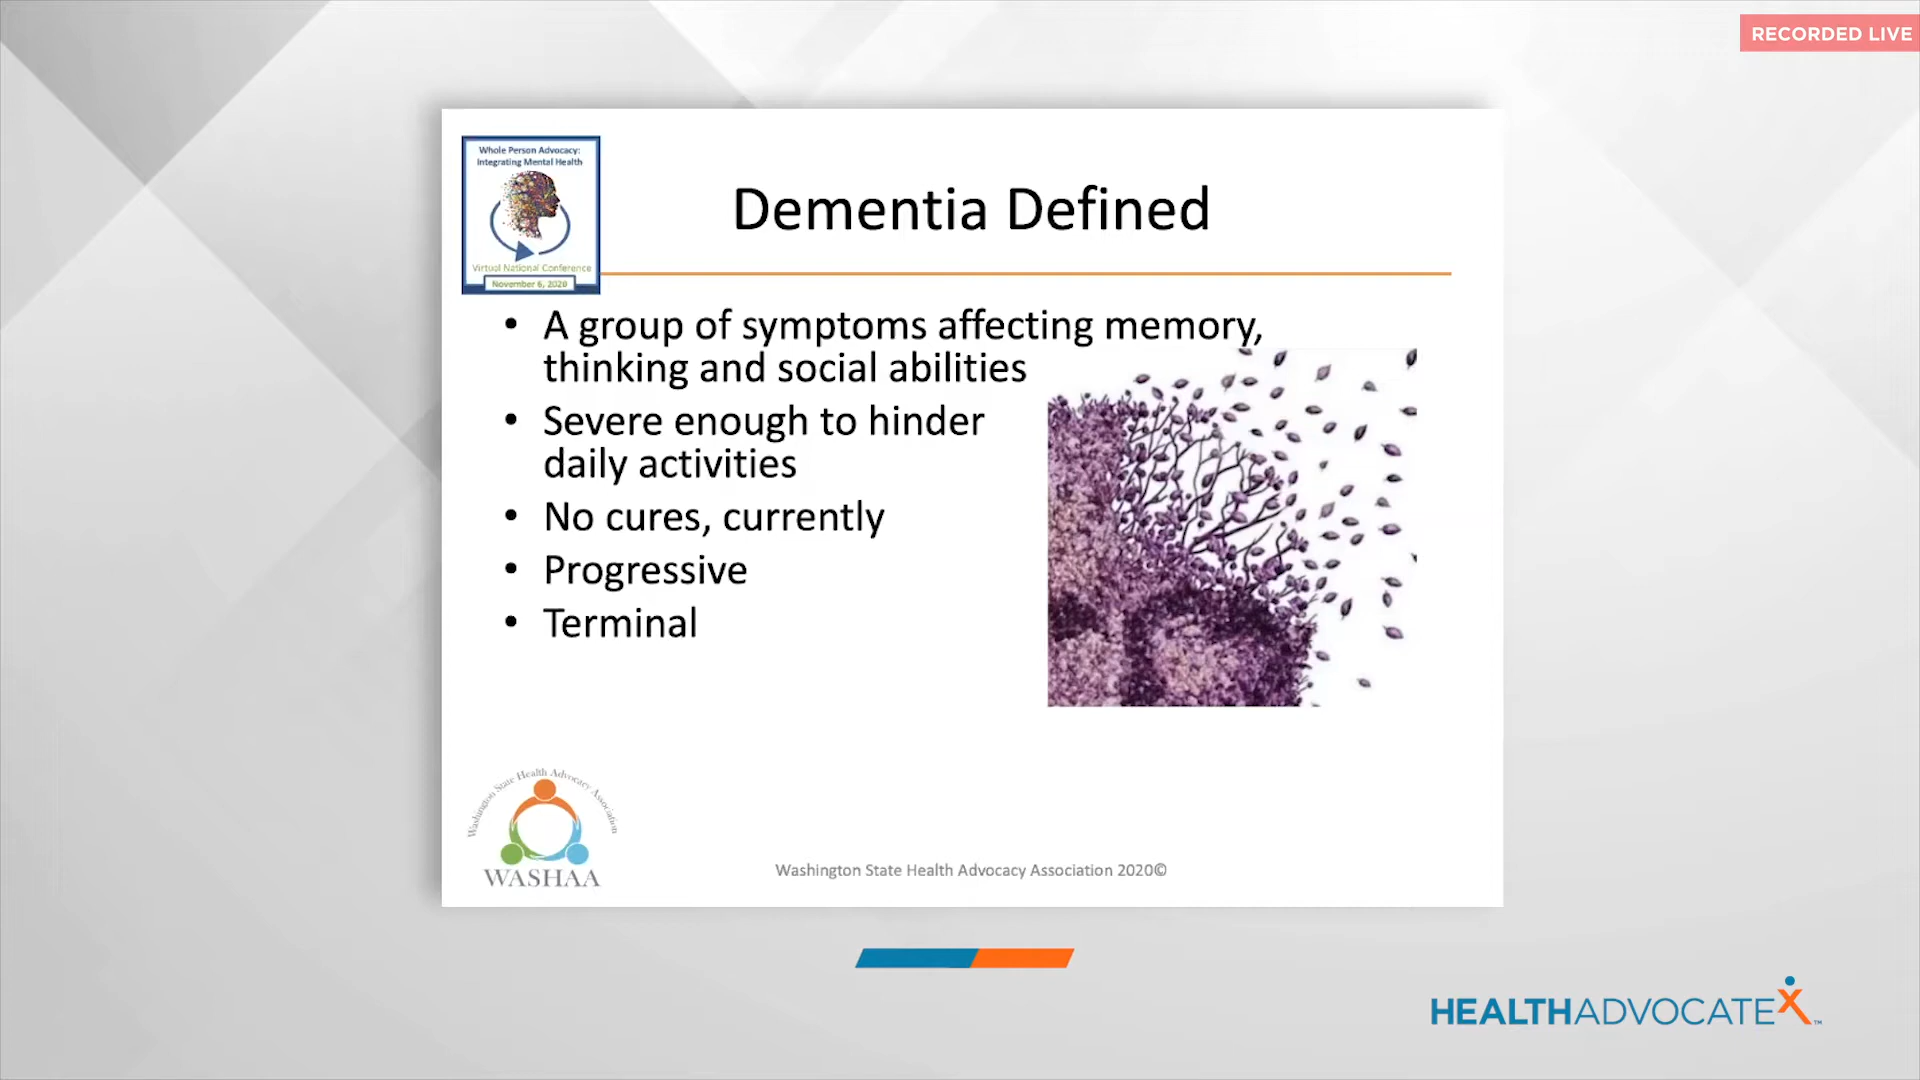 RECORDED LIVE
Whole Person Advocacy:
Integrating Mental Health
Virtual National Conference
November 6, 2020
Dementia Defined
• A group of symptoms affecting memory,
thinking and social abilities
• Severe enough to hinder
daily activities
• No cures, currently
• Progressive
• Terminal
Washington State Health Advocacy Association
WASHAA
Washington State Health Advocacy Association 2020©
HEALTHADVOCATEX™